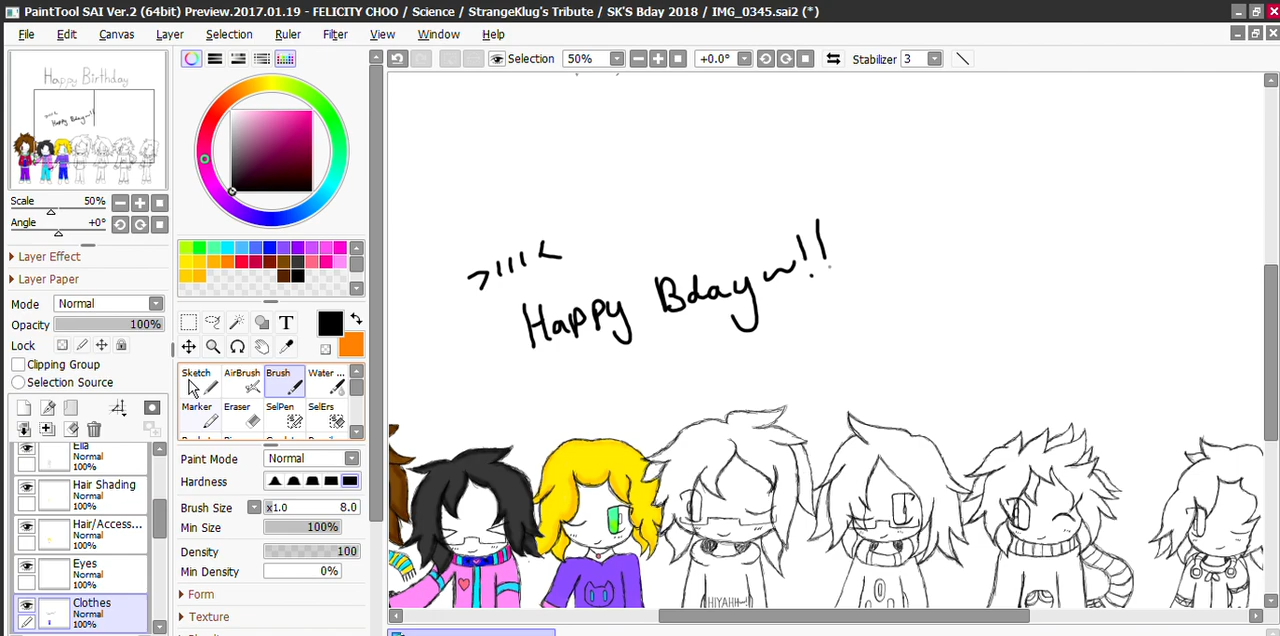 PaintTool SAI Ver.2 (64bit) Preview.2017.01.19 - FELICITY CHOO / Science / StrangeKlug's Tribute / SK'S Bday 2018 / IMG_0345.sai2 (*)
File Edit Canvas Layer Selection Ruler Filter View Window Help
Selection 50% +0.0° Stabilizer 3
Happy Birthday
Happy Bday w!!
Scale 50%
Angle +0°
Layer Effect
Layer Paper
Mode Normal
Opacity 100%
Lock
Clipping Group
Selection Source
Ella
Normal
100%
Hair Shading
Normal
100%
Hair/Access...
Normal
100%
Eyes
Normal
100%
Clothes
Normal
100%
T
Sketch AirBrush Brush Water ...
Marker Eraser SelPen SelErs
Paint Mode Normal
Hardness
Brush Size x1.0 8.0
Min Size 100%
Density 100
Min Density 0%
Form
Texture
Happy Bday w!!
HIYAH!!